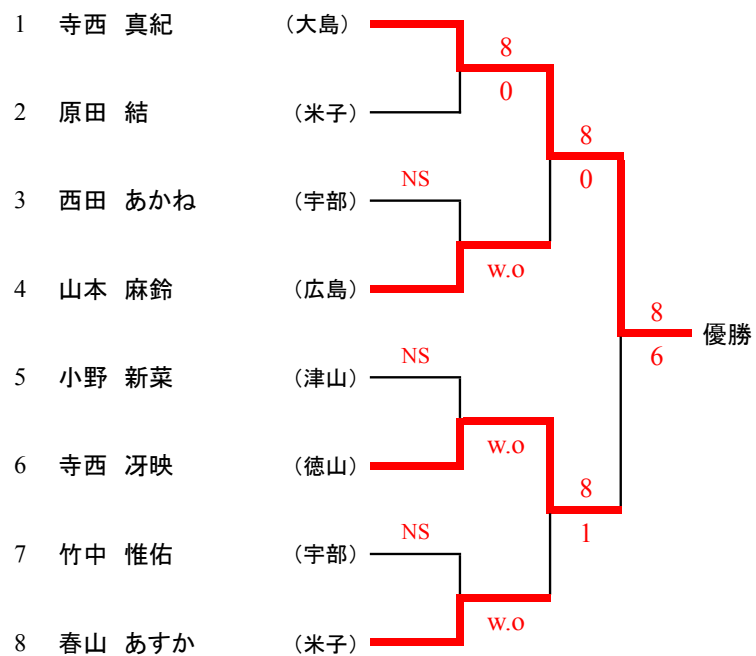 1 寺西 真紀 (大島)
8
0
2 原田 結 (米子)
8
0
3 西田 あかね (宇部) NS
w.o
4 山本 麻鈴 (広島)
8
6
優勝
5 小野 新菜 (津山) NS
w.o
6 寺西 冴映 (徳山)
8
1
7 竹中 惟佑 (宇部) NS
w.o
8 春山 あすか (米子)